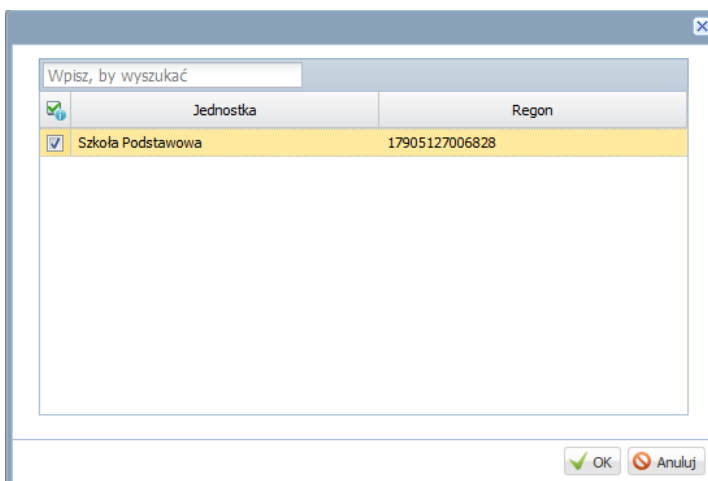 Wpisz, by wyszukać
Jednostka Regon
Szkoła Podstawowa 17905127006828
OK Anuluj